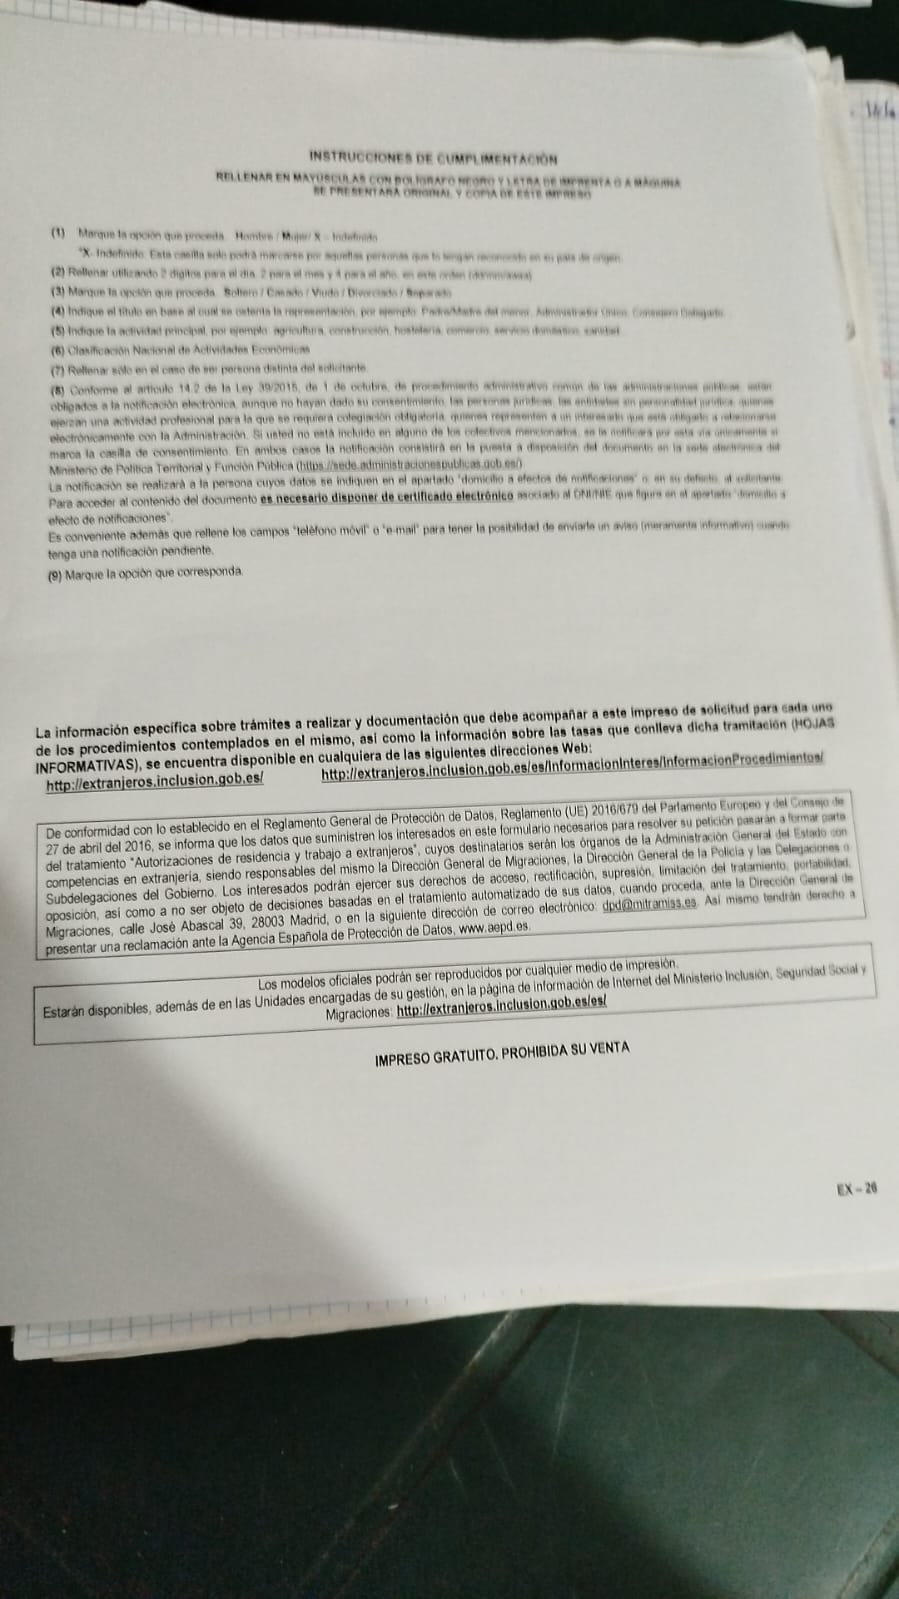 INSTRUCCIONES DE CUMPLIMENTACIÓN
RELLENAR EN MAYÚSCULAS CON BOLÍGRAFO NEGRO Y LETRA DE IMPRENTA O A MÁQUINA
SE PRESENTARÁ ORIGINAL Y COPIA DE ESTE IMPRESO
(1) Marque la opción que proceda. Hombre / Mujer/ X - Indefinido
*X- Indefinido. Esta casilla solo podrá marcarse por aquellas personas que lo tengan reconocido en su país de origen.
(2) Rellenar utilizando 2 dígitos para el día, 2 para el mes y 4 para el año, en este orden (dd/mm/aaaa)
(3) Marque la opción que proceda. Soltero / Casado / Viudo / Divorciado / Separado
(4) Indique el título en base al cual se ostenta la representación, por ejemplo: Padre/Madre del menor, Administrador Único, Consejero Delegado...
(5) Indique la actividad principal, por ejemplo: agricultura, construcción, hostelería, comercio, servicio doméstico, sanidad
(6) Clasificación Nacional de Actividades Económicas
(7) Rellenar sólo en el caso de ser persona distinta del solicitante.
(8) Conforme al artículo 14.2 de la Ley 39/2015, de 1 de octubre, de procedimiento administrativo común de las administraciones públicas, están
obligados a la notificación electrónica, aunque no hayan dado su consentimiento, las personas jurídicas, las entidades sin personalidad jurídica, quienes
ejerzan una actividad profesional para la que se requiera colegiación obligatoria, quienes representen a un interesado que esté obligado a relacionarse
electrónicamente con la Administración. Si usted no está incluido en alguno de los colectivos mencionados, se le notificará por esta vía únicamente si
marca la casilla de consentimiento. En ambos casos la notificación consistirá en la puesta a disposición del documento en la sede electrónica del
Ministerio de Política Territorial y Función Pública (https://sede.administracionespublicas.gob.es/)
La notificación se realizará a la persona cuyos datos se indiquen en el apartado "domicilio a efectos de notificaciones" o, en su defecto, al solicitante.
Para acceder al contenido del documento es necesario disponer de certificado electrónico asociado al DNI/NIE que figura en el apartado "domicilio a
efecto de notificaciones".
Es conveniente además que rellene los campos "teléfono móvil" o "e-mail" para tener la posibilidad de enviarle un aviso (meramente informativo) cuando
tenga una notificación pendiente.
(9) Marque la opción que corresponda.
La información específica sobre trámites a realizar y documentación que debe acompañar a este impreso de solicitud para cada uno
de los procedimientos contemplados en el mismo, así como la información sobre las tasas que conlleva dicha tramitación (HOJAS
INFORMATIVAS), se encuentra disponible en cualquiera de las siguientes direcciones Web:
http://extranjeros.inclusion.gob.es/ http://extranjeros.inclusion.gob.es/es/InformacionInteres/InformacionProcedimientos/
De conformidad con lo establecido en el Reglamento General de Protección de Datos, Reglamento (UE) 2016/679 del Parlamento Europeo y del Consejo de
27 de abril del 2016, se informa que los datos que suministren los interesados en este formulario necesarios para resolver su petición pasarán a formar parte
del tratamiento "Autorizaciones de residencia y trabajo a extranjeros", cuyos destinatarios serán los órganos de la Administración General del Estado con
competencias en extranjería, siendo responsables del mismo la Dirección General de Migraciones, la Dirección General de la Policía y las Delegaciones o
Subdelegaciones del Gobierno. Los interesados podrán ejercer sus derechos de acceso, rectificación, supresión, limitación del tratamiento, portabilidad,
oposición, así como a no ser objeto de decisiones basadas en el tratamiento automatizado de sus datos, cuando proceda, ante la Dirección General de
Migraciones, calle José Abascal 39, 28003 Madrid, o en la siguiente dirección de correo electrónico: dpd@mitramiss.es. Así mismo tendrán derecho a
presentar una reclamación ante la Agencia Española de Protección de Datos, www.aepd.es.
Los modelos oficiales podrán ser reproducidos por cualquier medio de impresión.
Estarán disponibles, además de en las Unidades encargadas de su gestión, en la página de información de Internet del Ministerio Inclusión, Seguridad Social y
Migraciones: http://extranjeros.inclusion.gob.es/es/
IMPRESO GRATUITO. PROHIBIDA SU VENTA
EX – 26